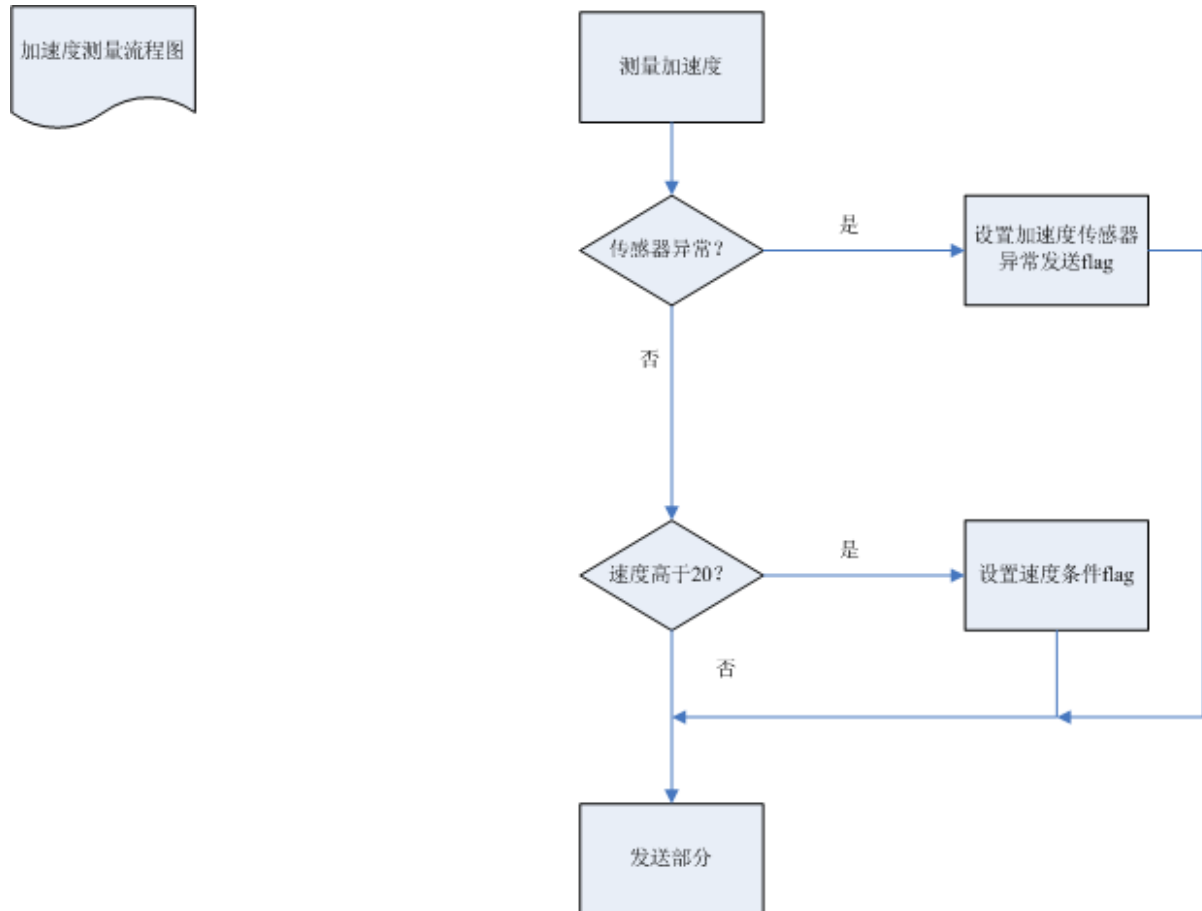 加速度测量流程图
测量加速度
传感器异常？
是
设置加速度传感器
异常发送flag
否
速度高于20？
是
设置速度条件flag
否
发送部分